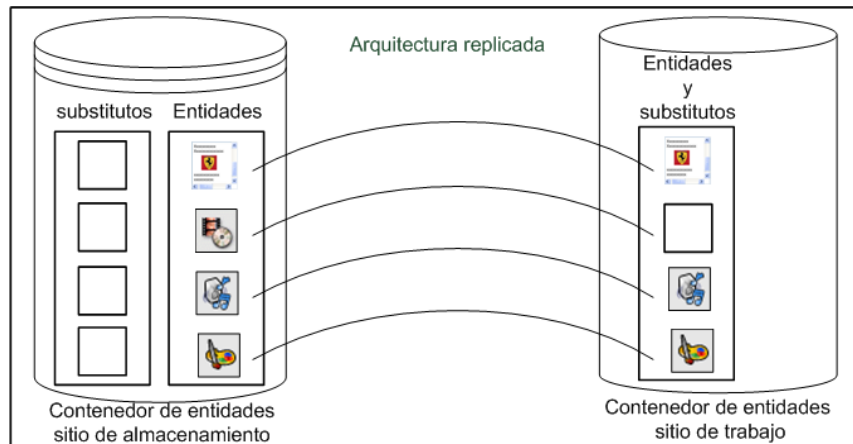 Arquitectura replicada
substitutos
Entidades
Entidades
y
substitutos
Contenedor de entidades
sitio de almacenamiento
Contenedor de entidades
sitio de trabajo